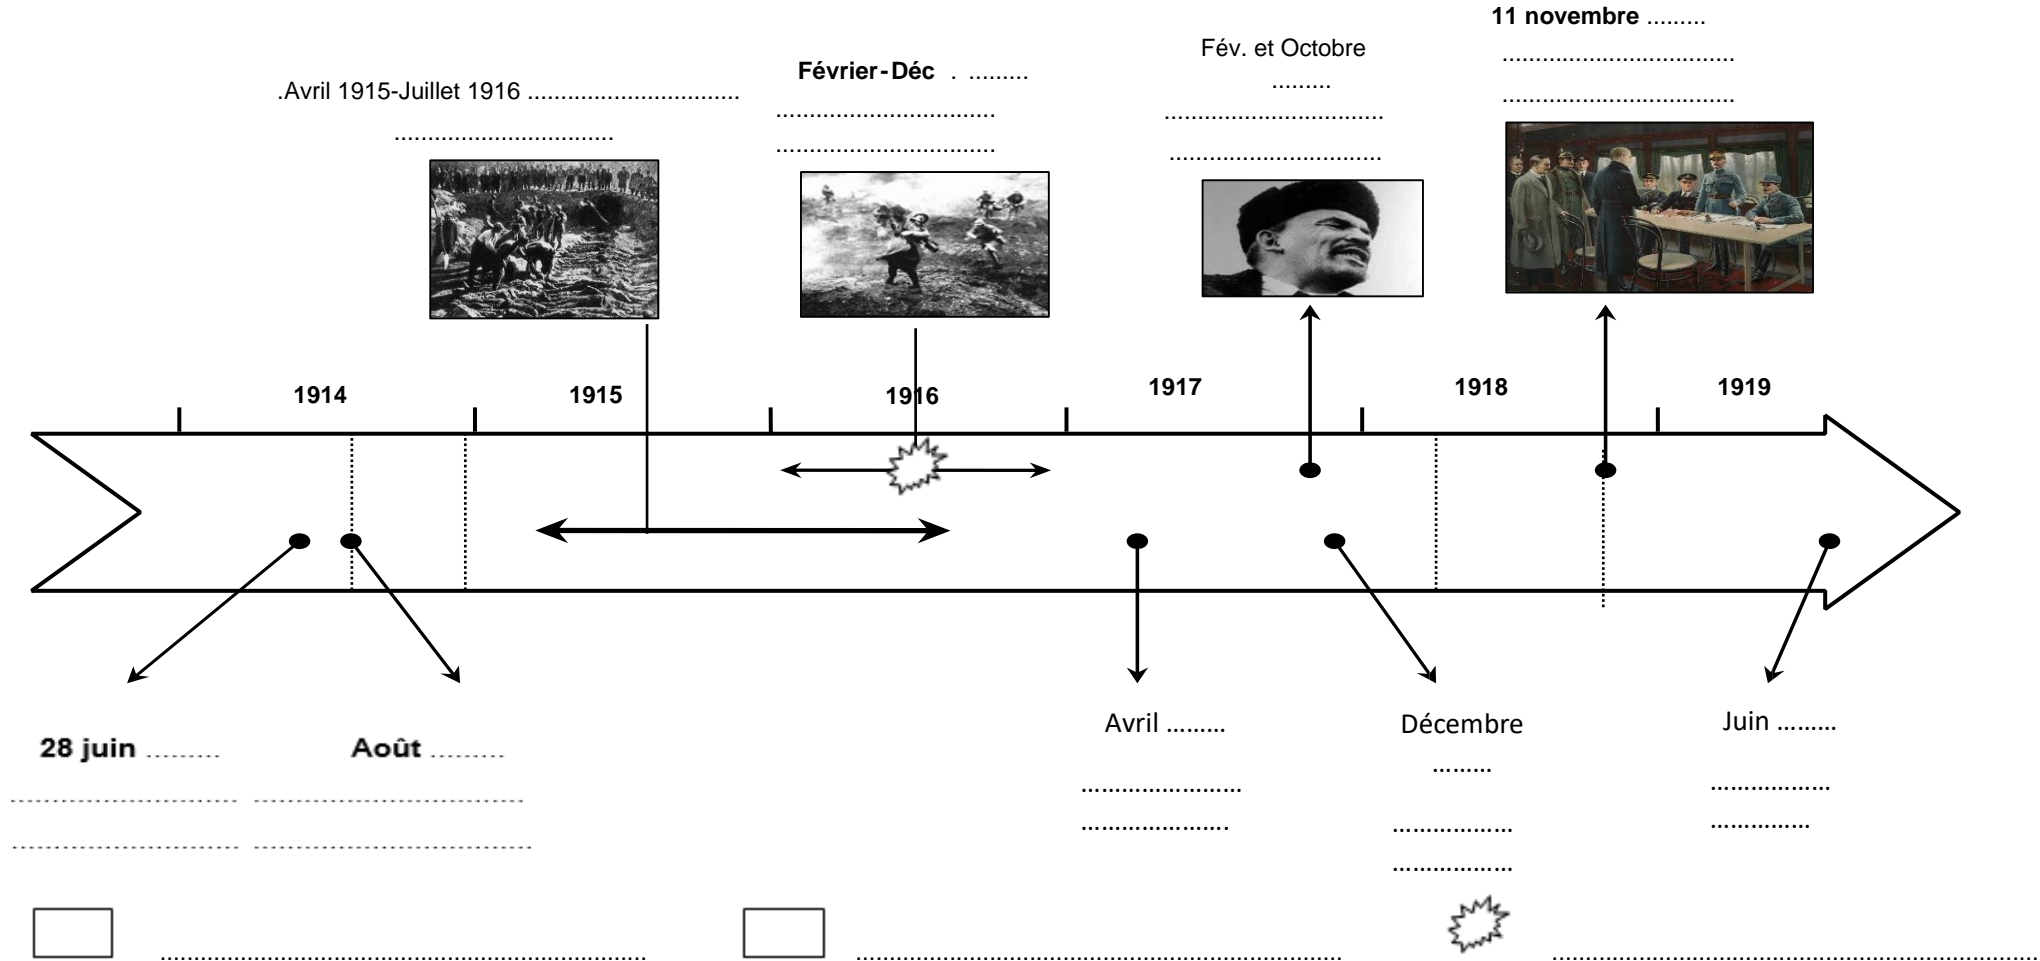 11 novembre .........
...................................
...................................
Fév. et Octobre
.........
.................................
................................
Février-Déc . .........
.................................
.................................
.Avril 1915-Juillet 1916 ................................
.................................
1914
1915
1916
1917
1918
1919
28 juin .........
Août .........
Avril .........
........................
......................
Décembre
.........
..................
..................
Juin .........
..................
...............
.........................................................................
.........................................................................
.........................................................................